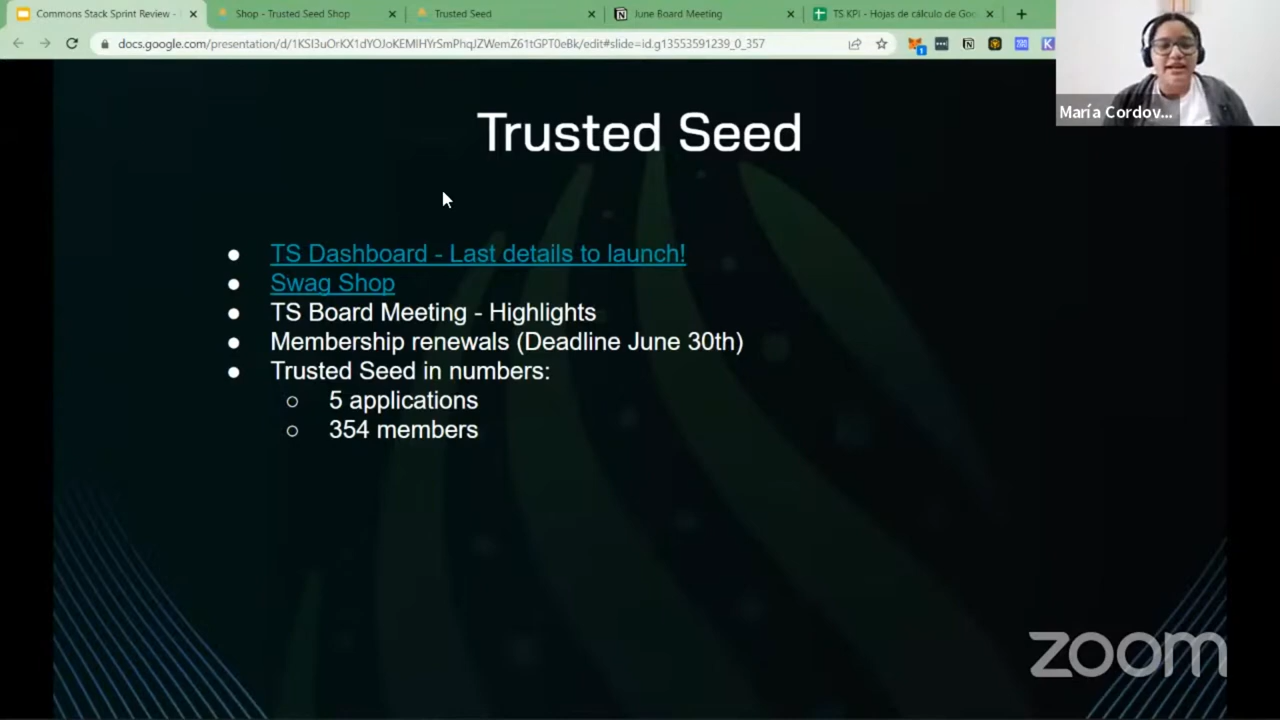 Commons Stack Sprint Review -
Shop - Trusted Seed Shop
Trusted Seed
June Board Meeting
TS KPI - Hojas de cálculo de Goo
docs.google.com/presentation/d/1KSI3uOrKX1dYOJoKEMIHYrSmPhqJZWemZ61tGPT0eBk/edit#slide=id.g13553591239_0_357
María Cordov...
Trusted Seed
● TS Dashboard - Last details to launch!
● Swag Shop
● TS Board Meeting - Highlights
● Membership renewals (Deadline June 30th)
● Trusted Seed in numbers:
○ 5 applications
○ 354 members
zoom